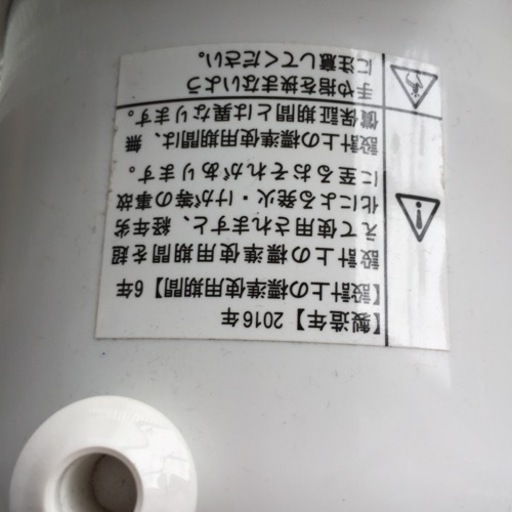 【製造年】2016年
【設計上の標準使用期間】6年
設計上の標準使用期間を超
えて使用されますと、経年劣
化による発火・けが等の事故
に至るおそれがあります。
設計上の標準使用期間は、無
償保証期間とは異なります。
手や指を挟まないよう
に注意してください。